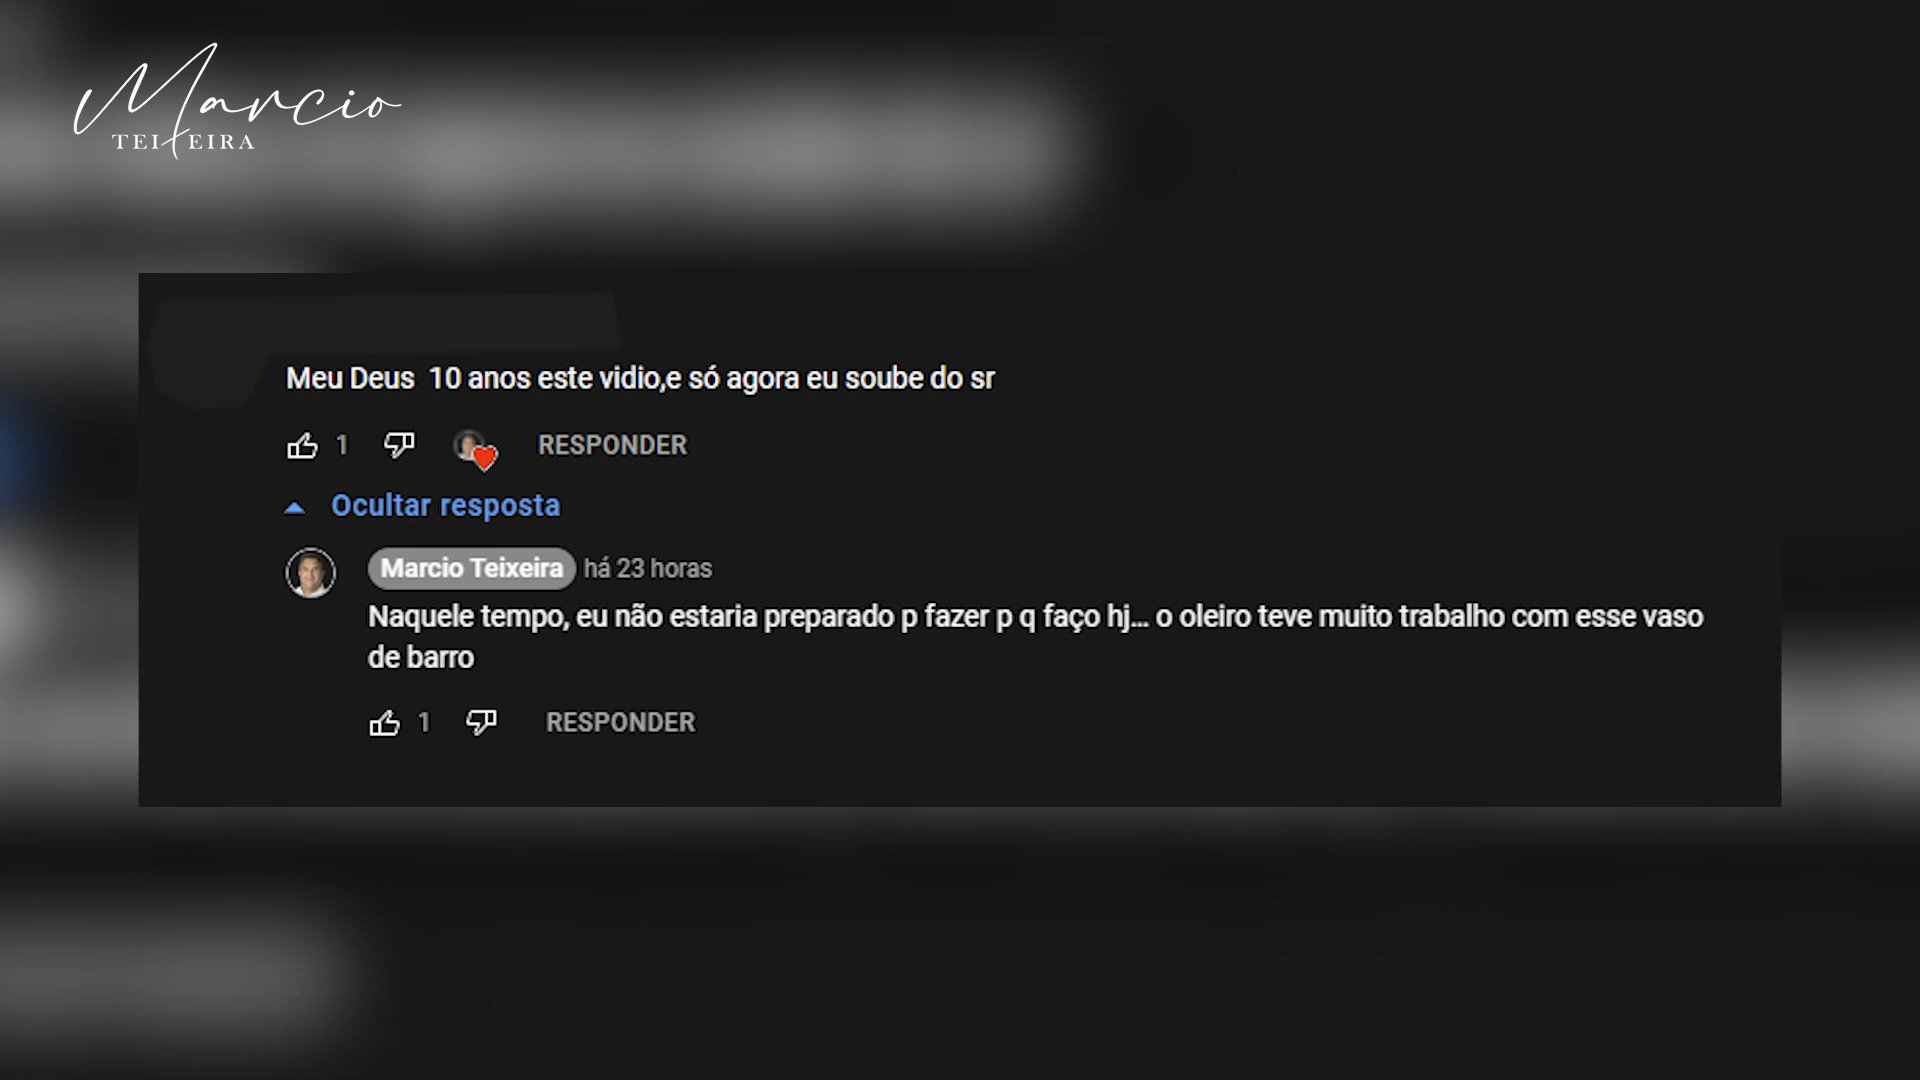 Marcio
TEIXEIRA
Meu Deus  10 anos este vidio,e só agora eu soube do sr
1 RESPONDER
Ocultar resposta
Marcio Teixeira há 23 horas
Naquele tempo, eu não estaria preparado p fazer p q faço hj... o oleiro teve muito trabalho com esse vaso
de barro
1 RESPONDER